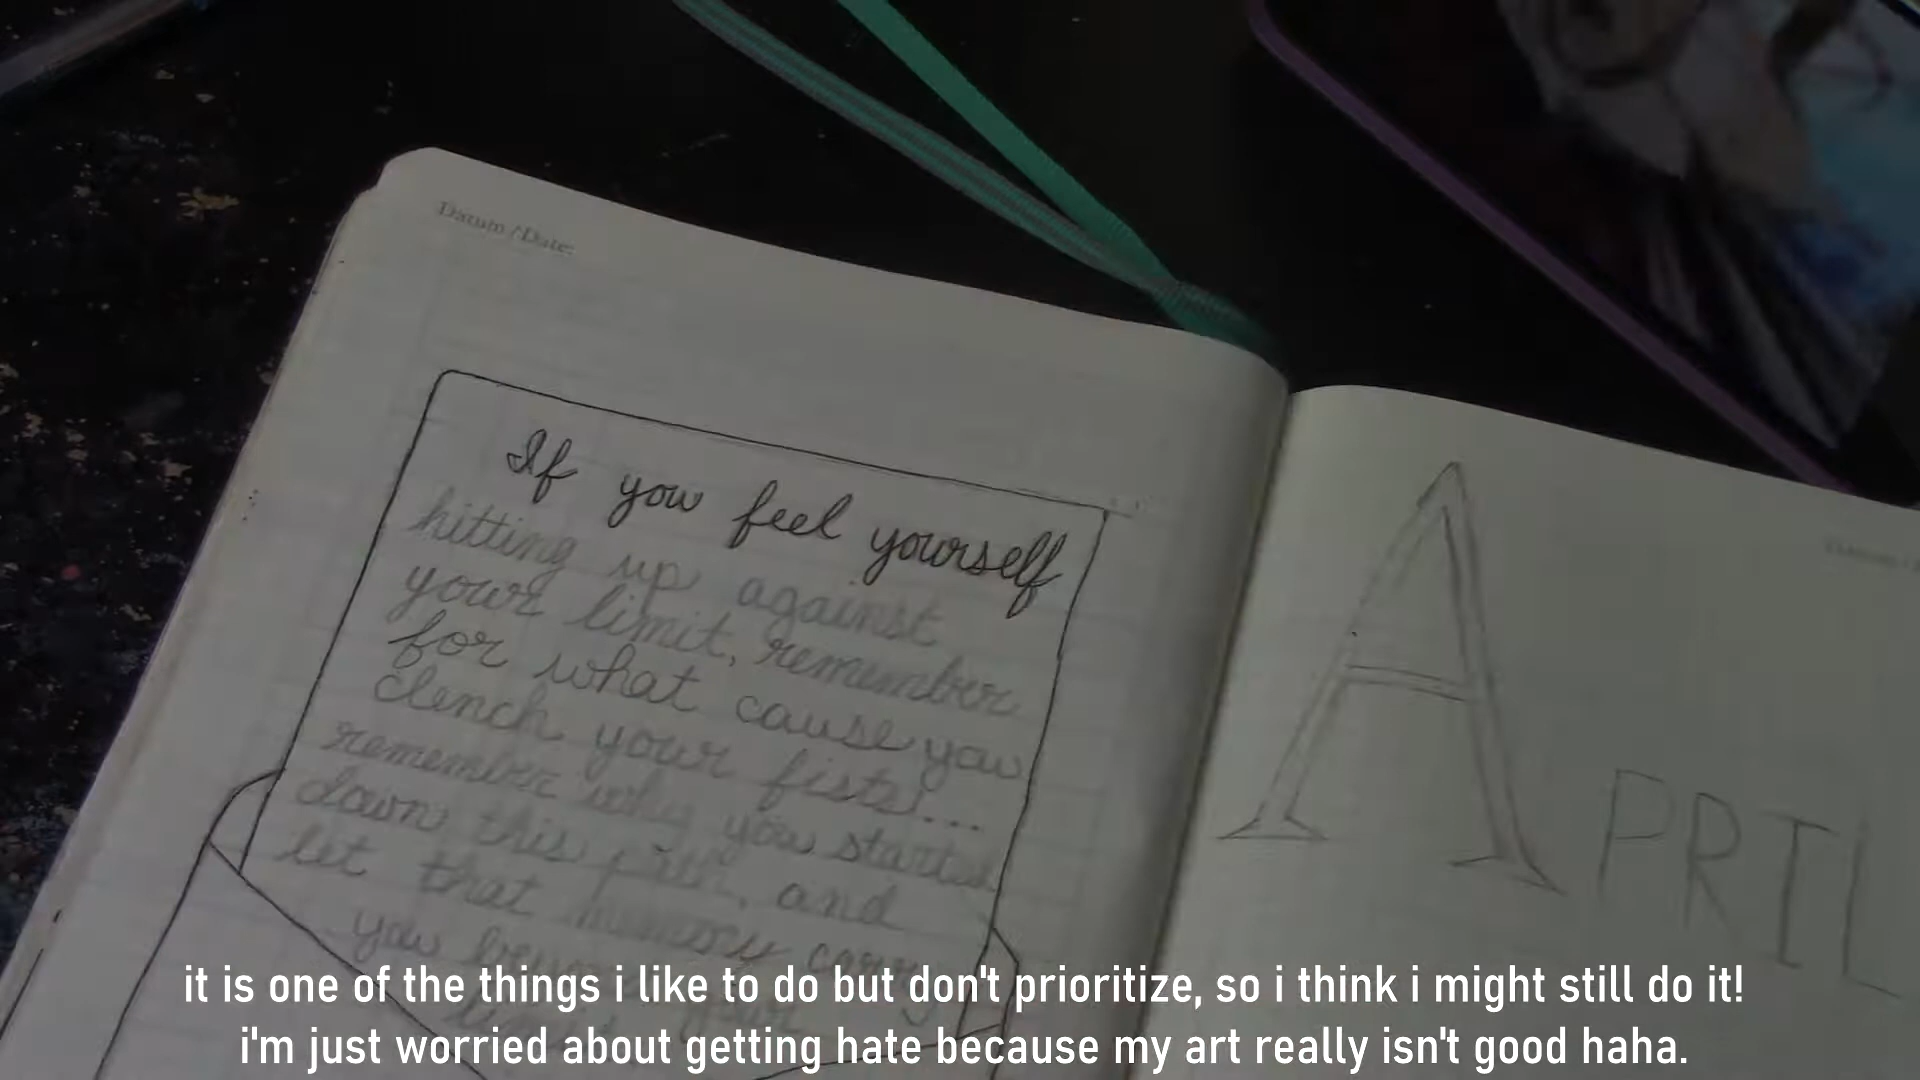 Datum / Date:
If you feel yourself
hitting up against
your limit, remember
for what cause you
clench your fists...
remember why you started
down this path, and
let that memory carry
you
APRIL
it is one of the things i like to do but don't prioritize, so i think i might still do it!
i'm just worried about getting hate because my art really isn't good haha.